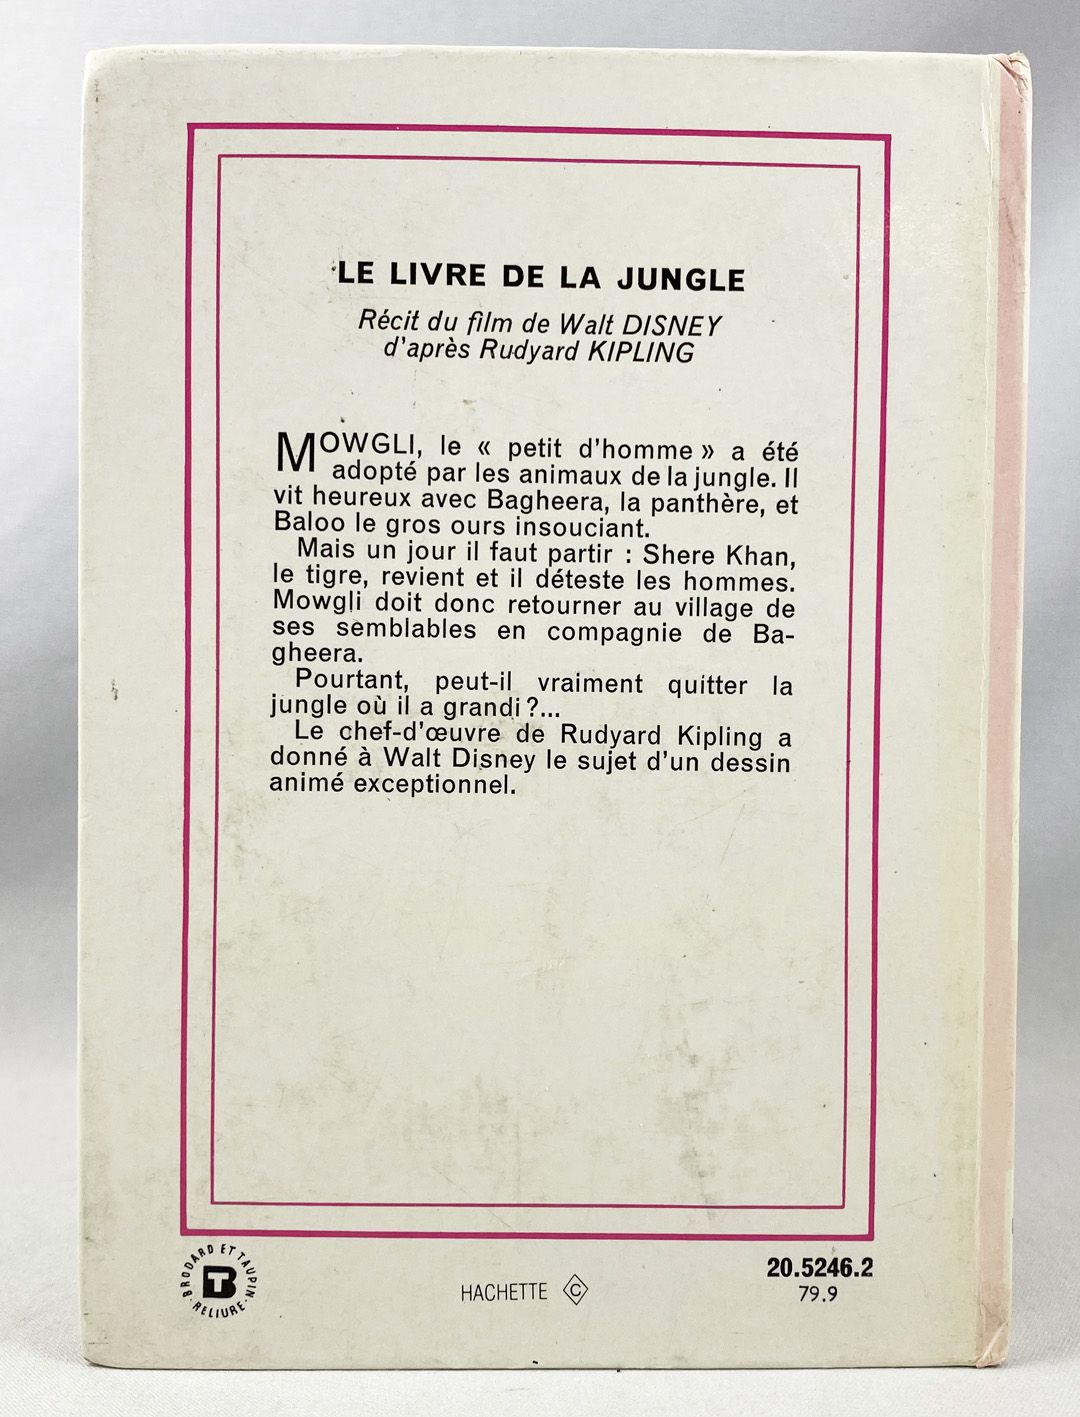 LE LIVRE DE LA JUNGLE
Récit du film de Walt DISNEY
d'après Rudyard KIPLING
MOWGLI, le « petit d'homme » a été
adopté par les animaux de la jungle. Il
vit heureux avec Bagheera, la panthère, et
Baloo le gros ours insouciant.
Mais un jour il faut partir : Shere Khan,
le tigre, revient et il déteste les hommes.
Mowgli doit donc retourner au village de
ses semblables en compagnie de Ba-
gheera.
Pourtant, peut-il vraiment quitter la
jungle où il a grandi ?...
Le chef-d'œuvre de Rudyard Kipling a
donné à Walt Disney le sujet d'un dessin
animé exceptionnel.
BRODARD ET TAUPIN
BT
· RELIURE ·
HACHETTE C
20.5246.2
79.9